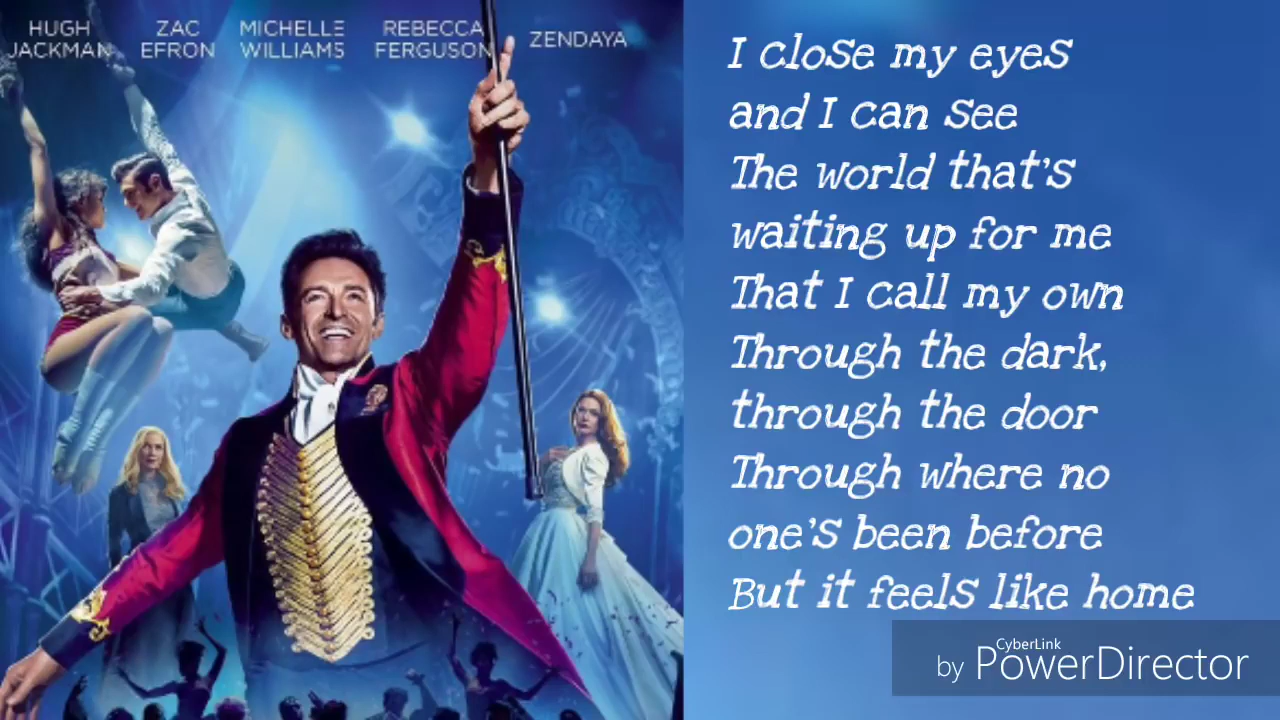 HUGH JACKMAN
ZAC EFRON
MICHELLE WILLIAMS
REBECCA FERGUSON
ZENDAYA
I close my eyes
and I can see
The world that's
waiting up for me
That I call my own
Through the dark,
through the door
Through where no
one's been before
But it feels like home
by CyberLink PowerDirector